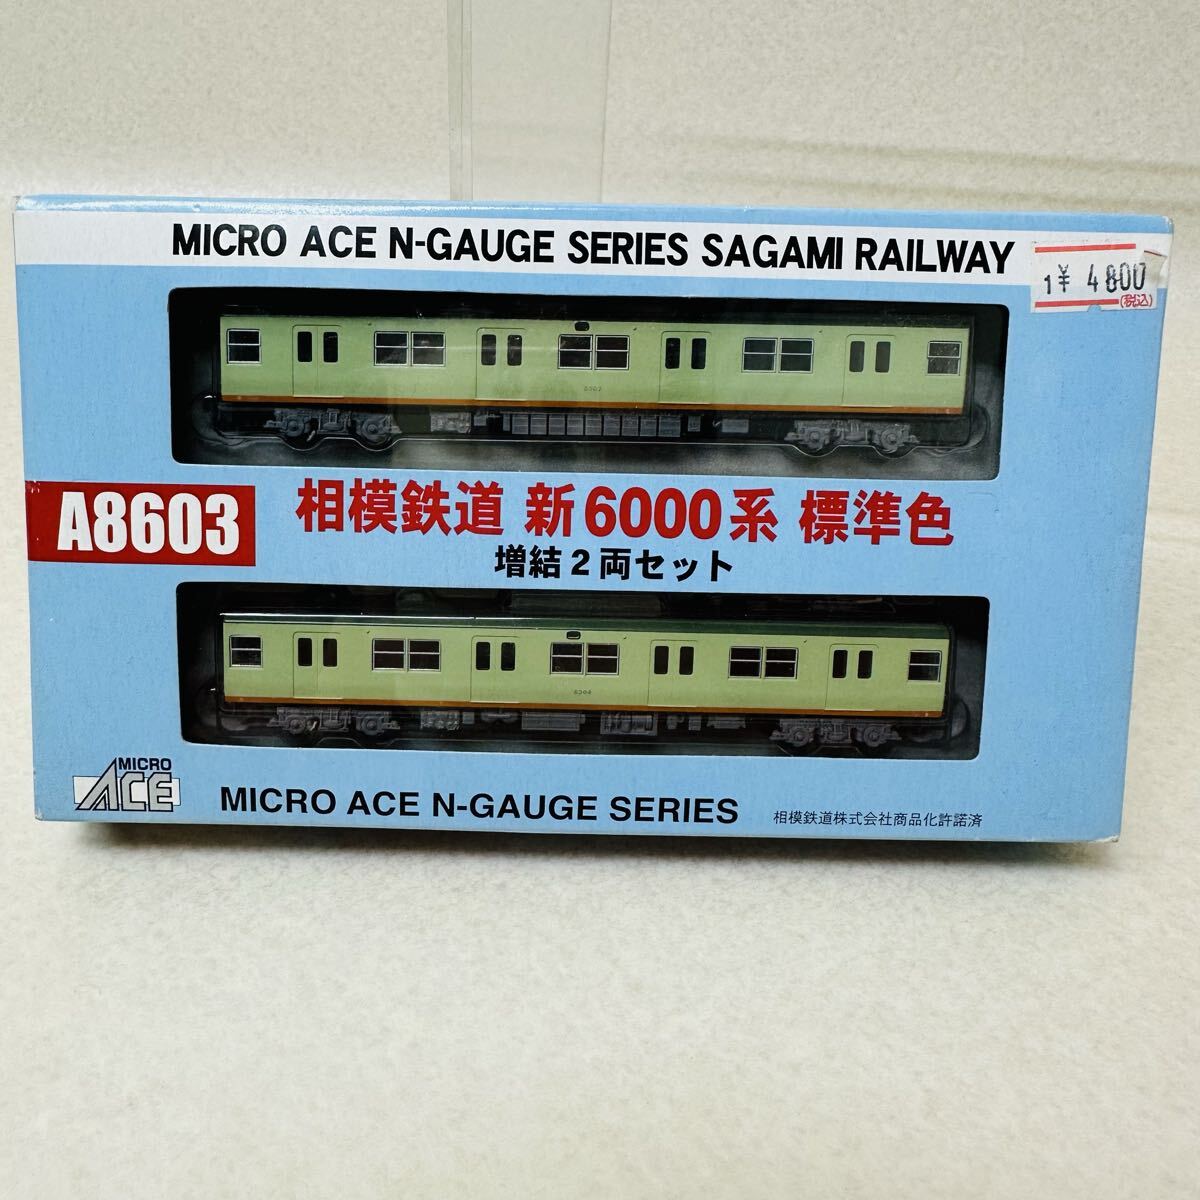 MICRO ACE N-GAUGE SERIES SAGAMI RAILWAY
1¥ 4800
(税込)
A8603
相模鉄道 新6000系 標準色
増結2両セット
MICRO
ACE
MICRO ACE N-GAUGE SERIES
相模鉄道株式会社商品化許諾済